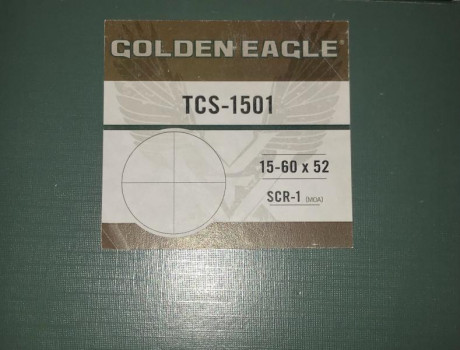 GOLDEN EAGLE®
TCS-1501
15-60 x 52
SCR-1 (MOA)